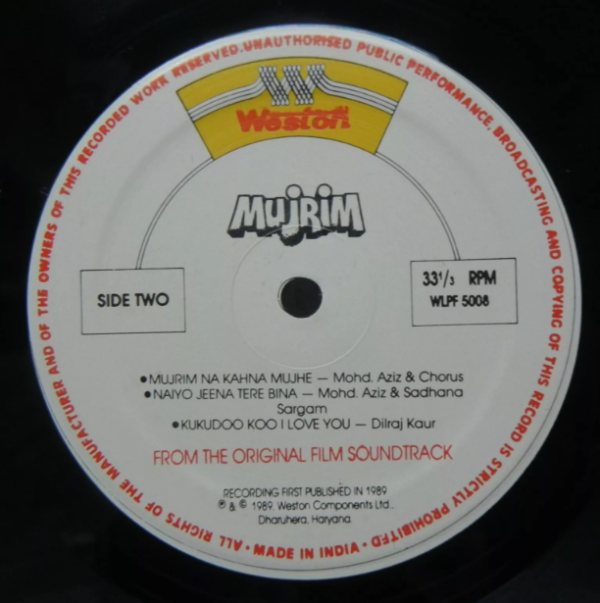 ALL RIGHTS OF THE MANUFACTURER AND OF THE OWNERS OF THIS RECORDED WORK RESERVED. UNAUTHORISED PUBLIC PERFORMANCE, BROADCASTING AND COPYING OF THIS RECORD IS STRICTLY PROHIBITED • MADE IN INDIA •
Weston
MUJRIM
SIDE TWO
33 1/3 RPM
WLPF 5008
•MUJRIM NA KAHNA MUJHE — Mohd. Aziz & Chorus
•NAIYO JEENA TERE BINA — Mohd. Aziz & Sadhana
Sargam
•KUKUDOO KOO I LOVE YOU — Dilraj Kaur
FROM THE ORIGINAL FILM SOUNDTRACK
RECORDING FIRST PUBLISHED IN 1989
℗ & © 1989. Weston Components Ltd.,
Dharuhera, Haryana.